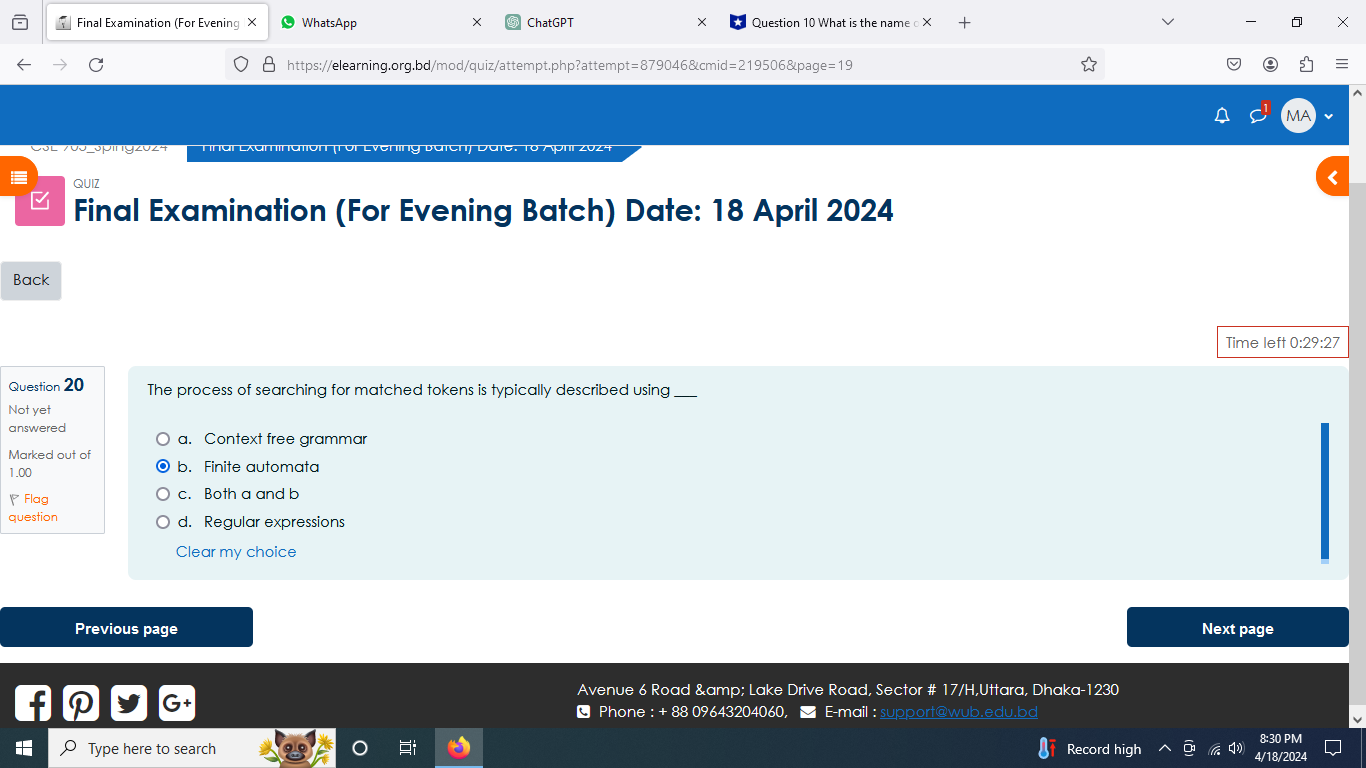 Final Examination (For Evening
WhatsApp
ChatGPT
Question 10 What is the name
https://elearning.org.bd/mod/quiz/attempt.php?attempt=879046&cmid=219506&page=19
1
MA
CSE 703_Sping2024
Final Examination (For Evening Batch) Date: 18 April 2024
QUIZ
Final Examination (For Evening Batch) Date: 18 April 2024
Back
Time left 0:29:27
Question 20
Not yet
answered
Marked out of
1.00
Flag
question
The process of searching for matched tokens is typically described using ___
a. Context free grammar
b. Finite automata
c. Both a and b
d. Regular expressions
Clear my choice
Previous page
Next page
Avenue 6 Road &amp; Lake Drive Road, Sector # 17/H,Uttara, Dhaka-1230
Phone : + 88 09643204060, E-mail : support@wub.edu.bd
Type here to search
Record high
8:30 PM
4/18/2024